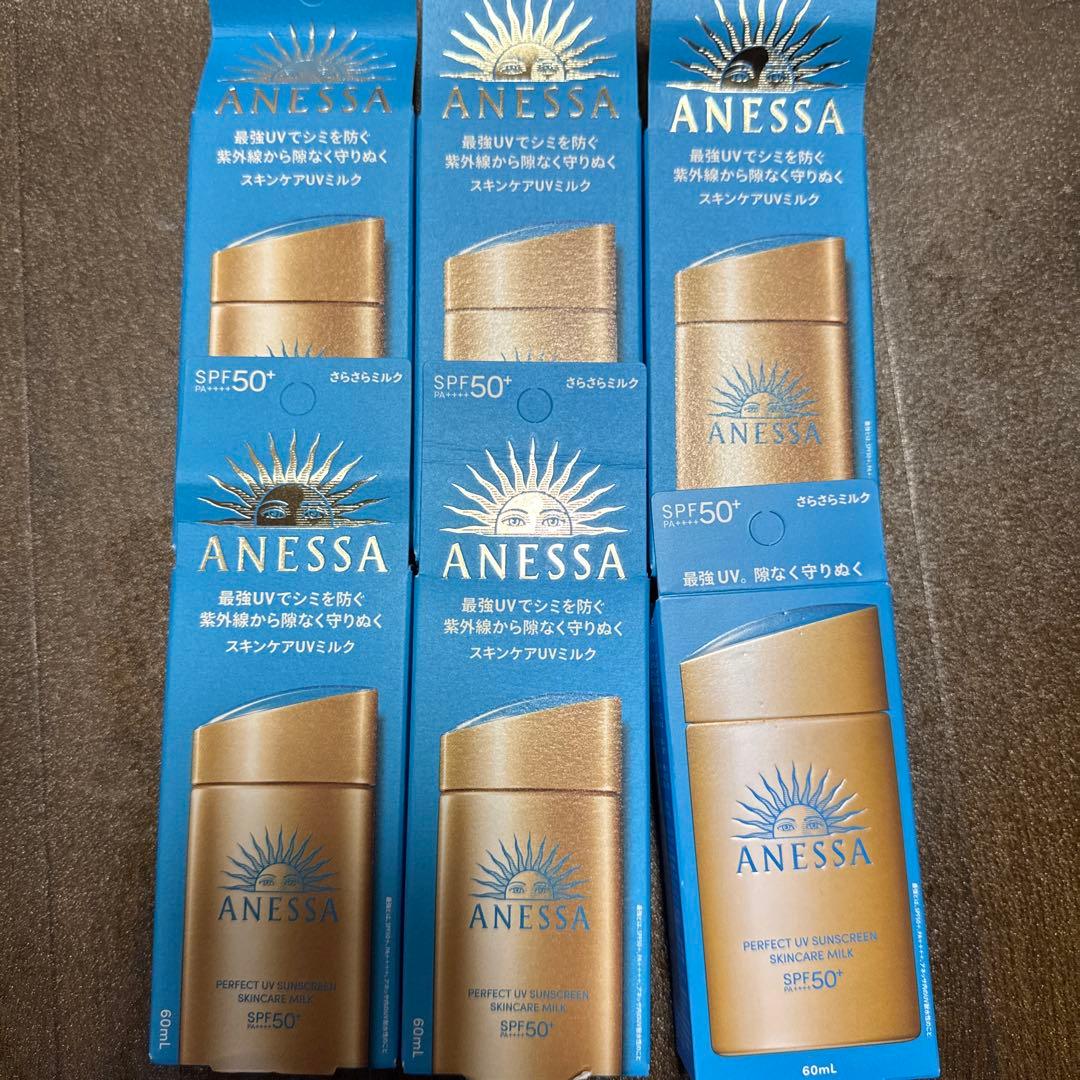 ANESSA
最強UVでシミを防ぐ
紫外線から隙なく守りぬく
スキンケアUVミルク
ANESSA
最強UVでシミを防ぐ
紫外線から隙なく守りぬく
スキンケアUVミルク
ANESSA
最強UVでシミを防ぐ
紫外線から隙なく守りぬく
スキンケアUVミルク
ANESSA
SPF50+
PA++++
さらさらミルク
ANESSA
最強UVでシミを防ぐ
紫外線から隙なく守りぬく
スキンケアUVミルク
ANESSA
PERFECT UV SUNSCREEN
SKINCARE MILK
SPF50+
PA++++
60mL
SPF50+
PA++++
さらさらミルク
ANESSA
最強UVでシミを防ぐ
紫外線から隙なく守りぬく
スキンケアUVミルク
ANESSA
PERFECT UV SUNSCREEN
SKINCARE MILK
SPF50+
PA++++
60mL
SPF50+
PA++++
さらさらミルク
最強UV。隙なく守りぬく
ANESSA
PERFECT UV SUNSCREEN
SKINCARE MILK
SPF50+
PA++++
60mL